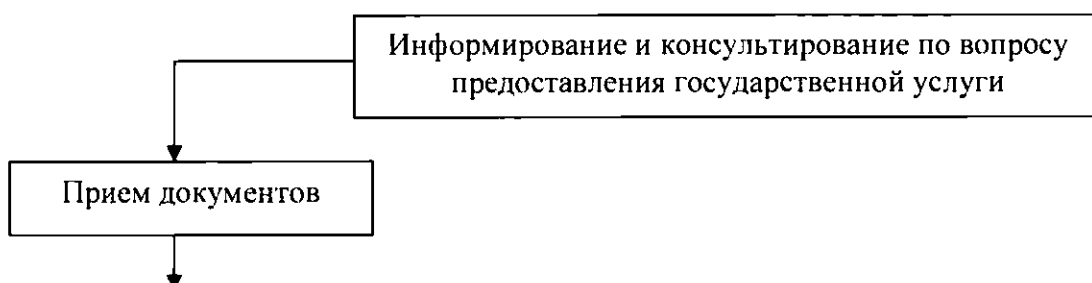 Информирование и консультирование по вопросу
предоставления государственной услуги
Прием документов